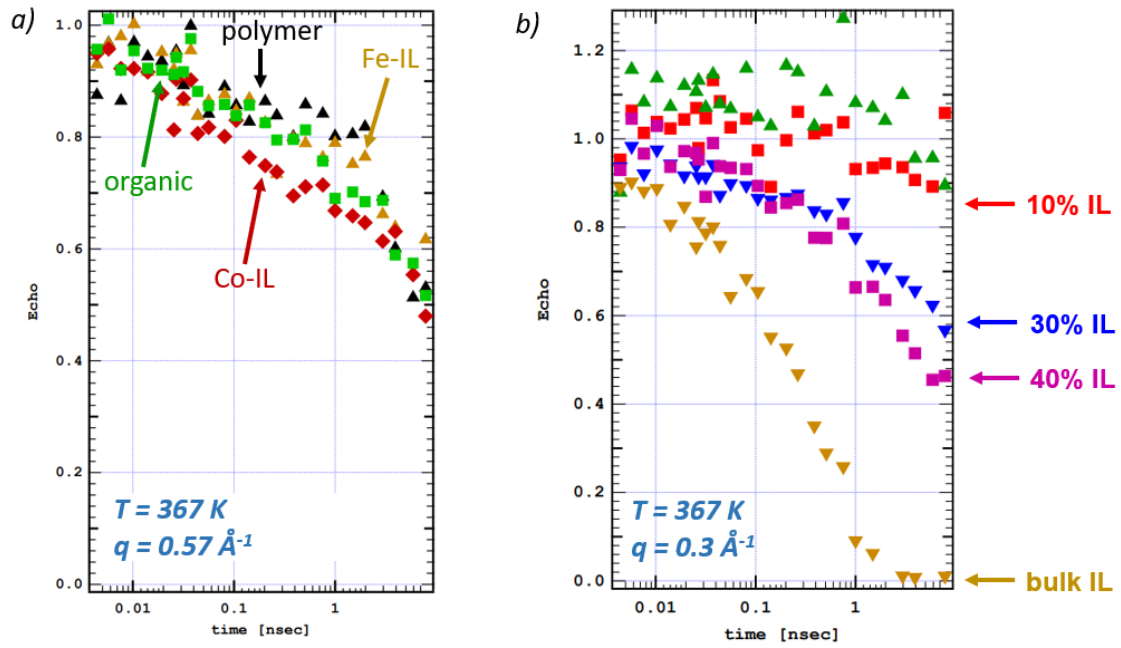 a)
1.0
0.8
0.6
0.4
0.2
0.0
Echo
polymer
Fe-IL
organic
Co-IL
T = 367 K
q = 0.57 Å-1
0.01 0.1 1
time [nsec]
b)
1.2
1.0
0.8
0.6
0.4
0.2
0.0
Echo
T = 367 K
q = 0.3 Å-1
0.01 0.1 1
time [nsec]
10% IL
30% IL
40% IL
bulk IL